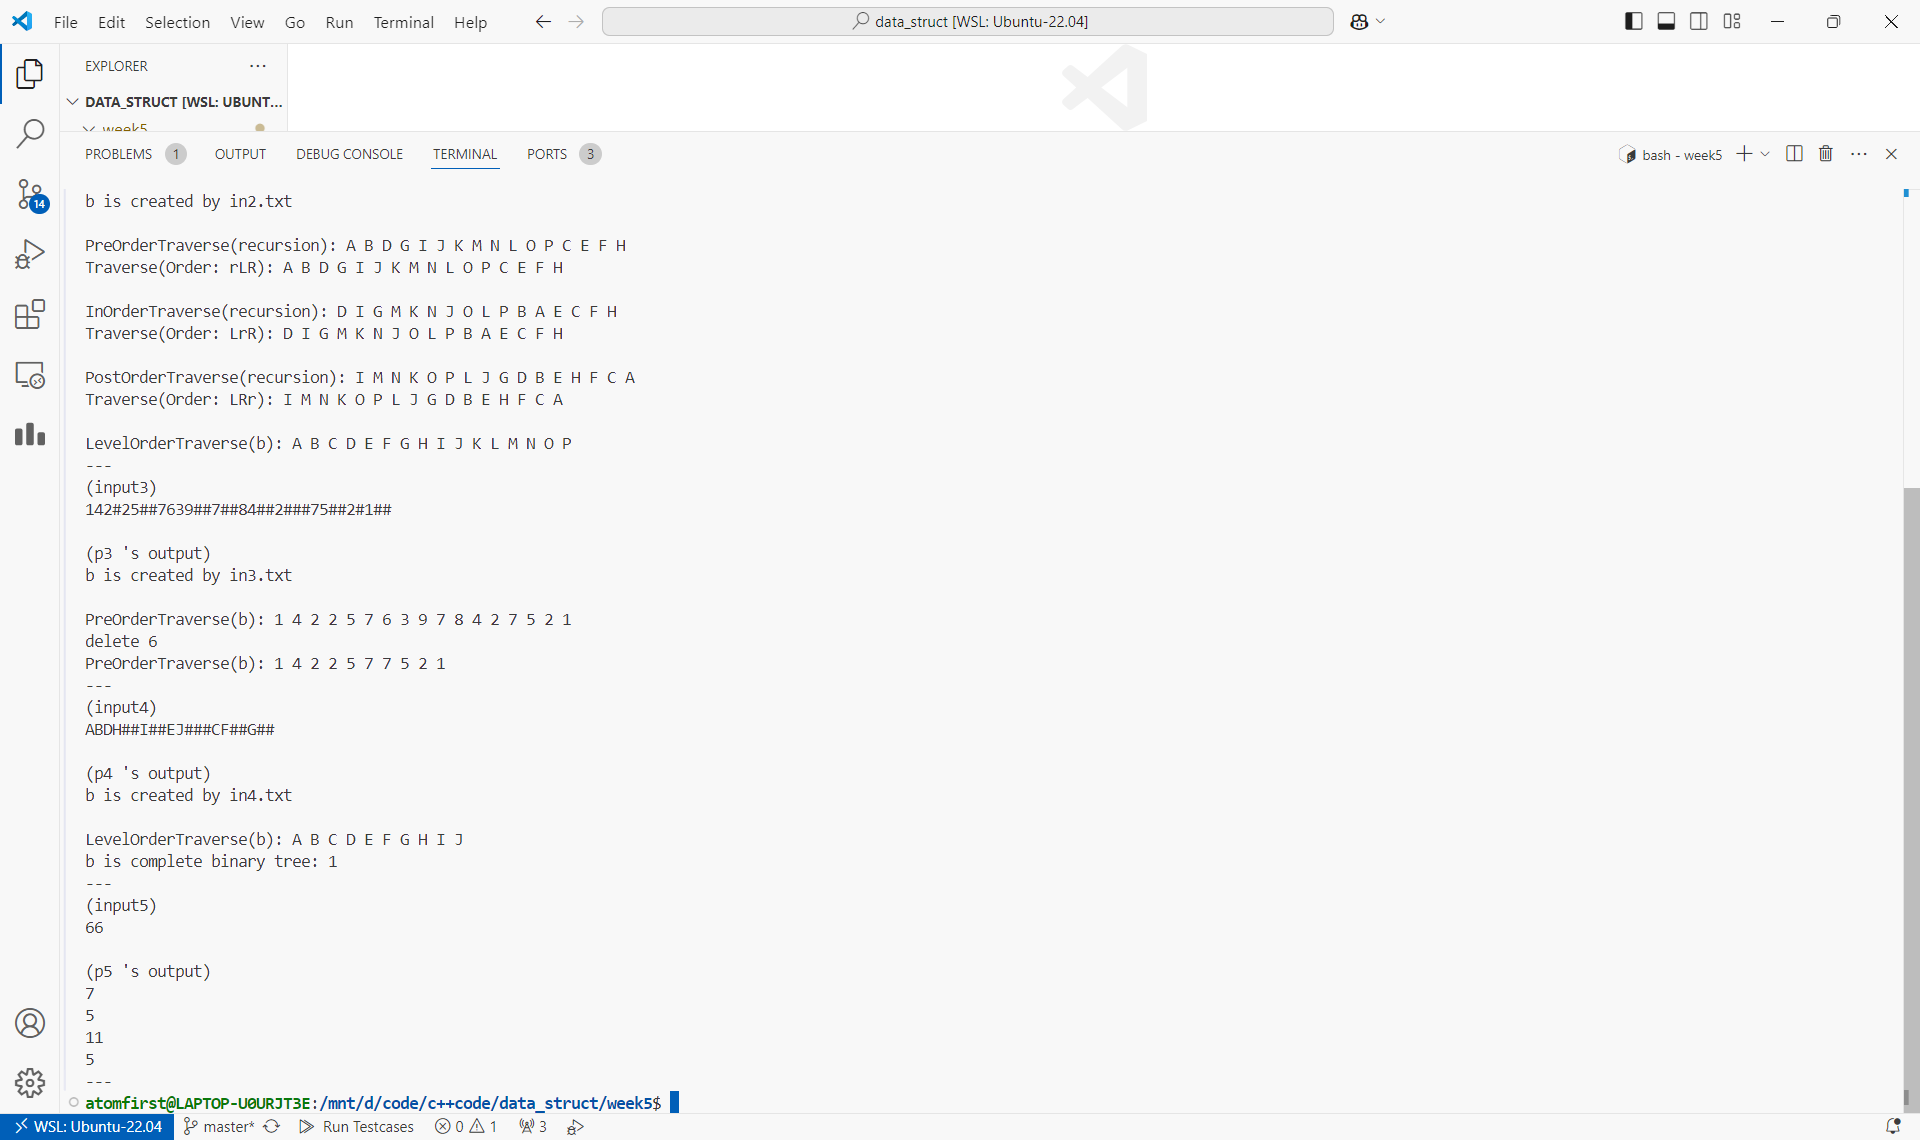 File Edit Selection View Go Run Terminal Help
data_struct [WSL: Ubuntu-22.04]
EXPLORER
DATA_STRUCT [WSL: UBUNT...
week5
PROBLEMS 1 OUTPUT DEBUG CONSOLE TERMINAL PORTS 3
bash - week5
14
b is created by in2.txt
PreOrderTraverse(recursion): A B D G I J K M N L O P C E F H
Traverse(Order: rLR): A B D G I J K M N L O P C E F H
InOrderTraverse(recursion): D I G M K N J O L P B A E C F H
Traverse(Order: LrR): D I G M K N J O L P B A E C F H
PostOrderTraverse(recursion): I M N K O P L J G D B E H F C A
Traverse(Order: LRr): I M N K O P L J G D B E H F C A
LevelOrderTraverse(b): A B C D E F G H I J K L M N O P
---
(input3)
142#25##7639##7##84##2###75##2#1##
(p3 's output)
b is created by in3.txt
PreOrderTraverse(b): 1 4 2 2 5 7 6 3 9 7 8 4 2 7 5 2 1
delete 6
PreOrderTraverse(b): 1 4 2 2 5 7 7 5 2 1
---
(input4)
ABDH##I##EJ###CF##G##
(p4 's output)
b is created by in4.txt
LevelOrderTraverse(b): A B C D E F G H I J
b is complete binary tree: 1
---
(input5)
66
(p5 's output)
7
5
11
5
---
atomfirst@LAPTOP-U0URJT3E:/mnt/d/code/c++code/data_struct/week5$
WSL: Ubuntu-22.04 master* Run Testcases 0 1 3